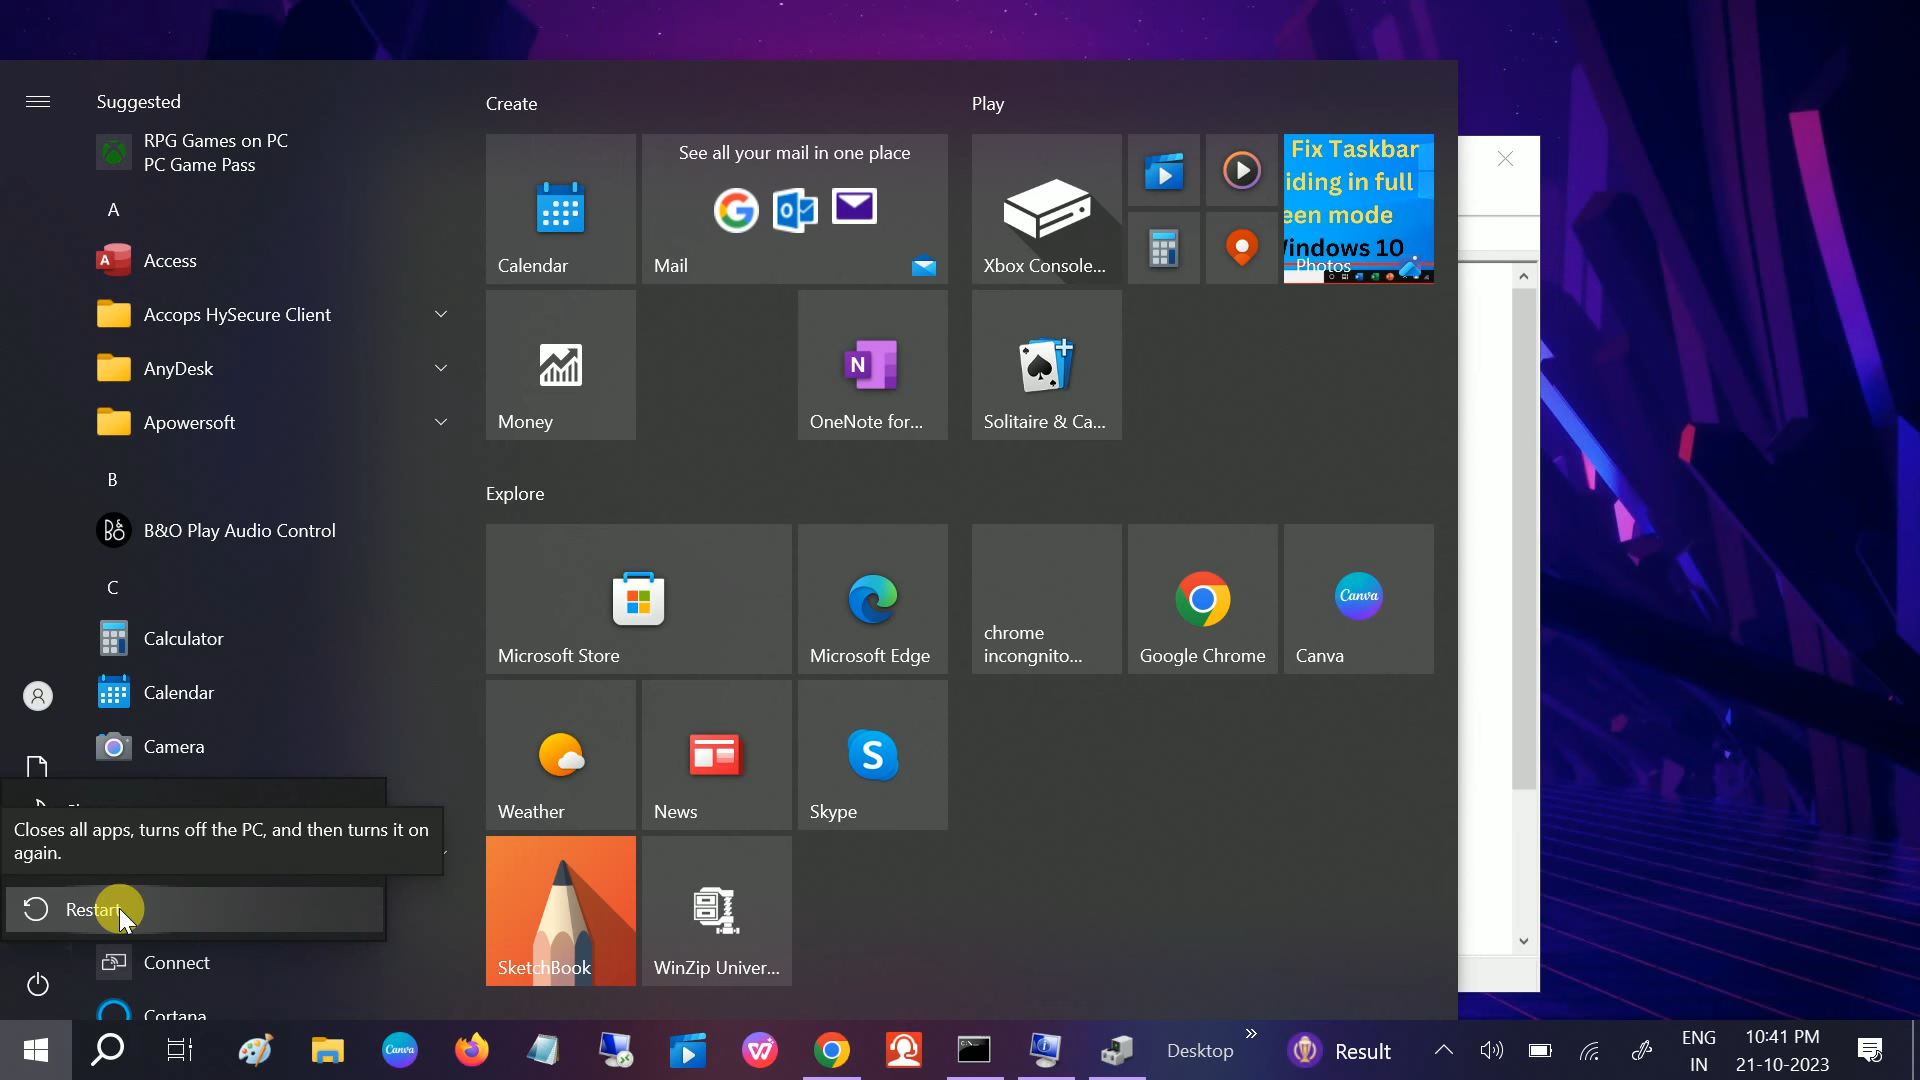 Suggested
RPG Games on PC
PC Game Pass
A
Access
Accops HySecure Client
AnyDesk
Apowersoft
B
B&O Play Audio Control
C
Calculator
Calendar
Camera
Closes all apps, turns off the PC, and then turns it on
again.
Restart
Connect
Cortana
Create
Calendar
See all your mail in one place
Mail
Money
OneNote for...
Play
Xbox Console...
Fix Taskbar
iding in full
een mode
Windows 10
Photos
Solitaire & Ca...
Explore
Microsoft Store
Microsoft Edge
chrome
incongnito...
Google Chrome
Canva
Canva
Weather
News
Skype
SketchBook
WinZip Univer...
Canva
Desktop
Result
ENG
IN
10:41 PM
21-10-2023